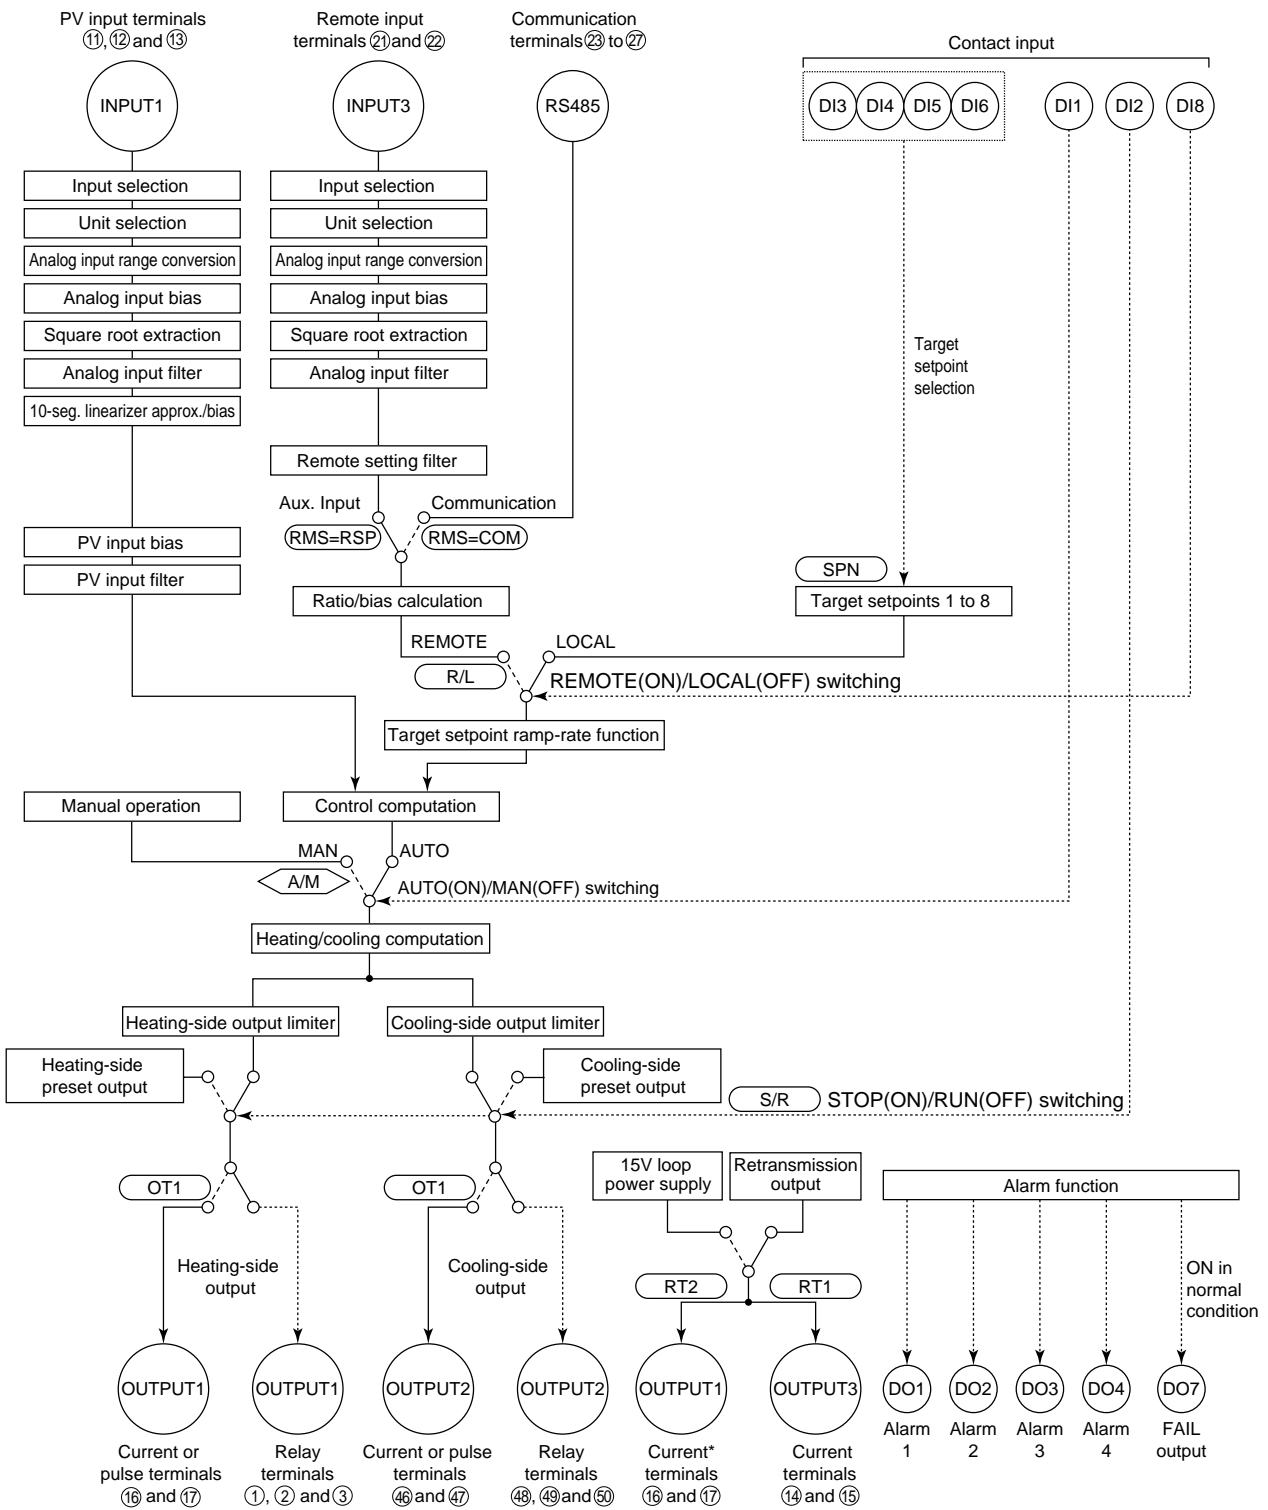 PV input terminals
⑪, ⑫ and ⑬
Remote input
terminals ㉑ and ㉒
Communication
terminals ㉓ to ㉗
Contact input
INPUT1
INPUT3
RS485
DI3
DI4
DI5
DI6
DI1
DI2
DI8
Input selection
Unit selection
Analog input range conversion
Analog input bias
Square root extraction
Analog input filter
10-seg. linearizer approx./bias
Input selection
Unit selection
Analog input range conversion
Analog input bias
Square root extraction
Analog input filter
Target
setpoint
selection
Remote setting filter
Aux. Input
Communication
RMS=RSP
RMS=COM
PV input bias
PV input filter
SPN
Ratio/bias calculation
Target setpoints 1 to 8
REMOTE
LOCAL
R/L
REMOTE(ON)/LOCAL(OFF) switching
Target setpoint ramp-rate function
Manual operation
Control computation
MAN
AUTO
A/M
AUTO(ON)/MAN(OFF) switching
Heating/cooling computation
Heating-side output limiter
Cooling-side output limiter
Heating-side
preset output
Cooling-side
preset output
S/R
STOP(ON)/RUN(OFF) switching
OT1
OT1
15V loop
power supply
Retransmission
output
Alarm function
Heating-side
output
Cooling-side
output
RT2
RT1
ON in
normal
condition
OUTPUT1
OUTPUT1
OUTPUT2
OUTPUT2
OUTPUT1
OUTPUT3
DO1
DO2
DO3
DO4
DO7
Current or
pulse terminals
⑯ and ⑰
Relay
terminals
①, ② and ③
Current or pulse
terminals
㊻ and ㊼
Relay
terminals
㊽, ㊾ and ㊿
Current*
terminals
⑯ and ⑰
Current
terminals
⑭ and ⑮
Alarm
1
Alarm
2
Alarm
3
Alarm
4
FAIL
output